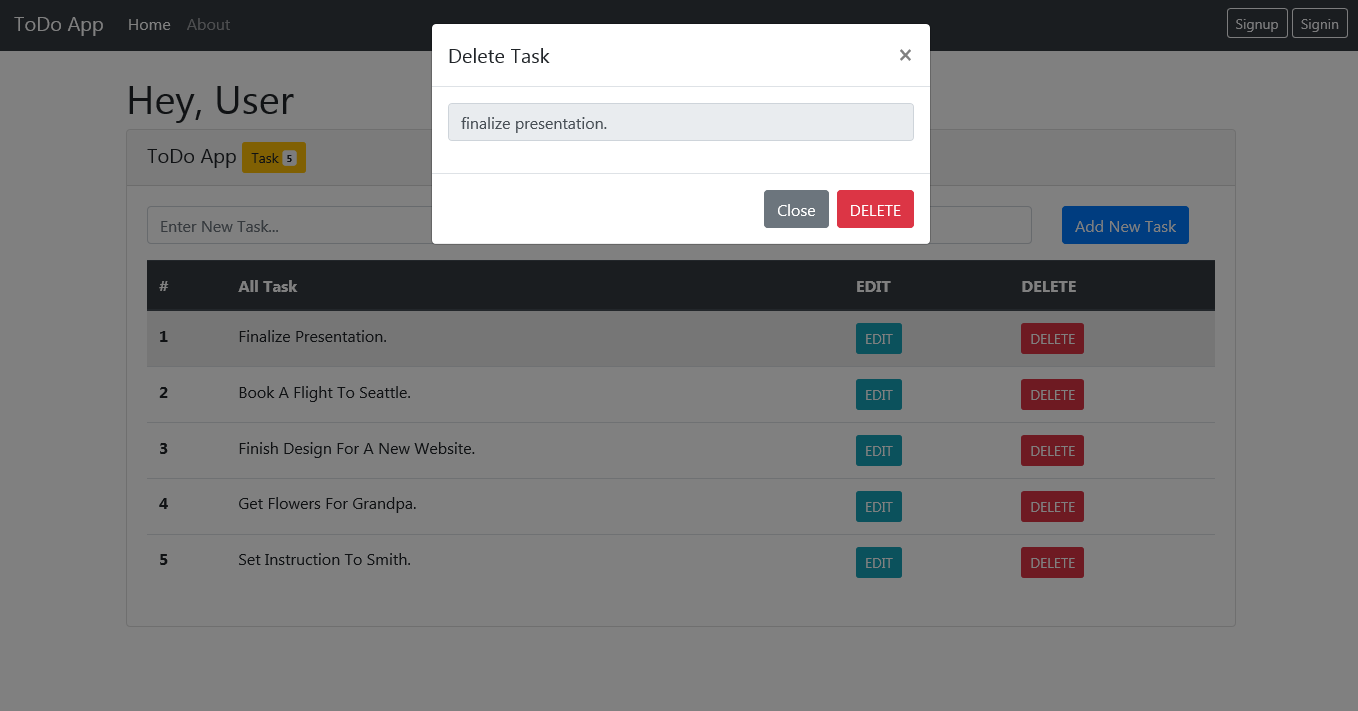 ToDo App Home About Signup Signin
Delete Task ×
Hey, User
finalize presentation.
ToDo App Task 5
Close DELETE
Enter New Task... Add New Task
# All Task EDIT DELETE
1 Finalize Presentation. EDIT DELETE
2 Book A Flight To Seattle. EDIT DELETE
3 Finish Design For A New Website. EDIT DELETE
4 Get Flowers For Grandpa. EDIT DELETE
5 Set Instruction To Smith. EDIT DELETE